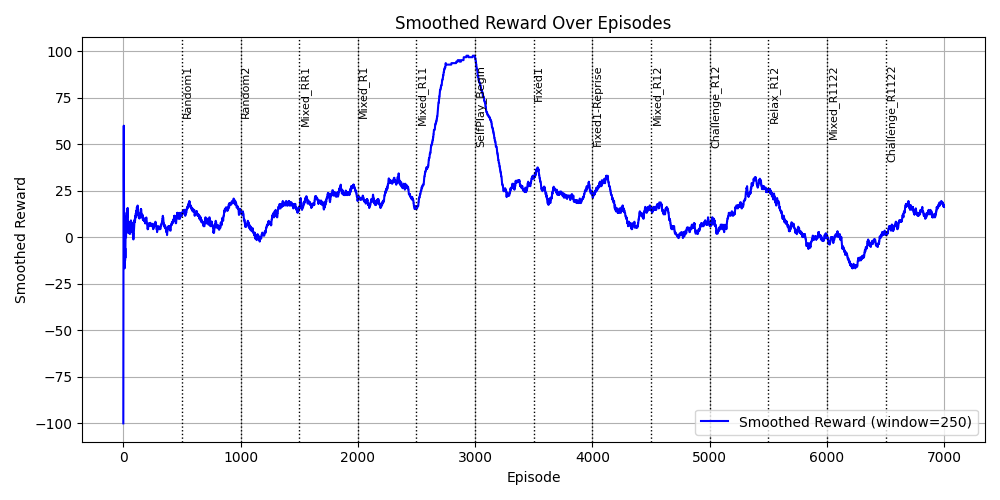 Smoothed Reward Over Episodes
Smoothed Reward
100
75
50
25
0
−25
−50
−75
−100
Random1
Random2
Mixed_RR1
Mixed_R1
Mixed_R11
SelfPlay_Begin
Fixed1
Fixed1-Reprise
Mixed_R12
Challenge_R12
Relax_R12
Mixed_R1122
Challenge_R1122
Smoothed Reward (window=250)
0 1000 2000 3000 4000 5000 6000 7000
Episode